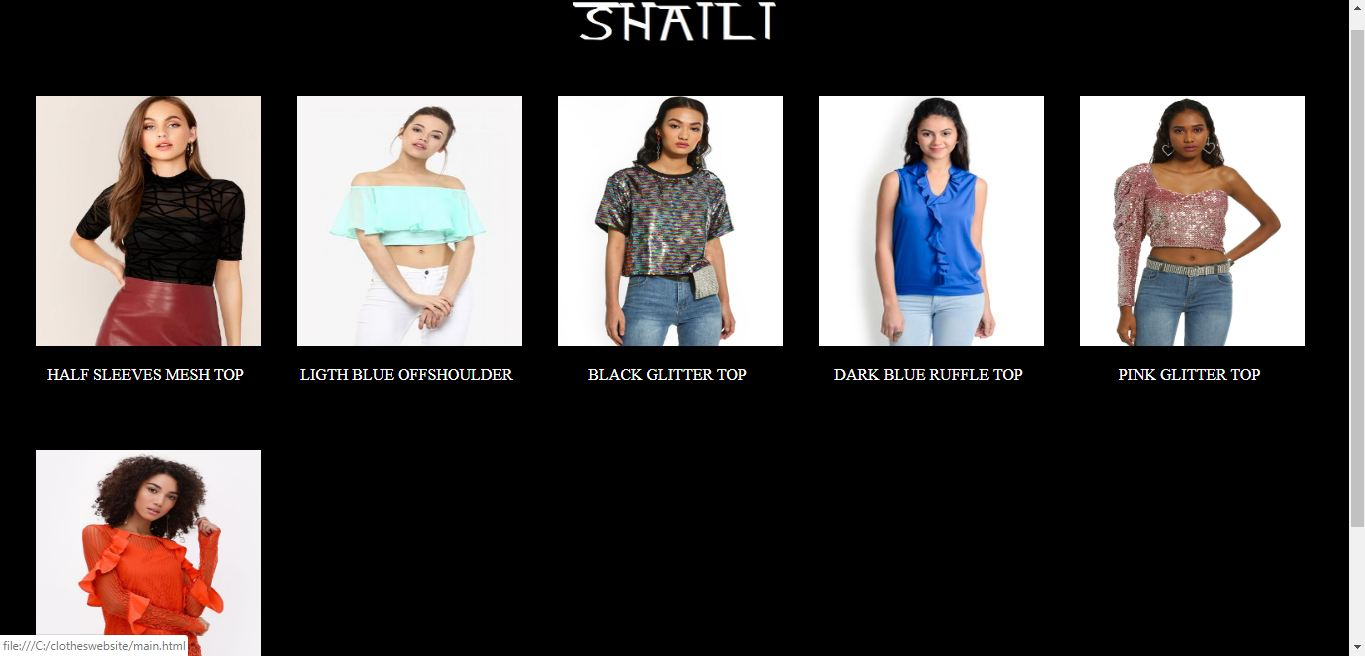 SHAILI
HALF SLEEVES MESH TOP
LIGTH BLUE OFFSHOULDER
BLACK GLITTER TOP
DARK BLUE RUFFLE TOP
PINK GLITTER TOP
file:///C:/clotheswebsite/main.html